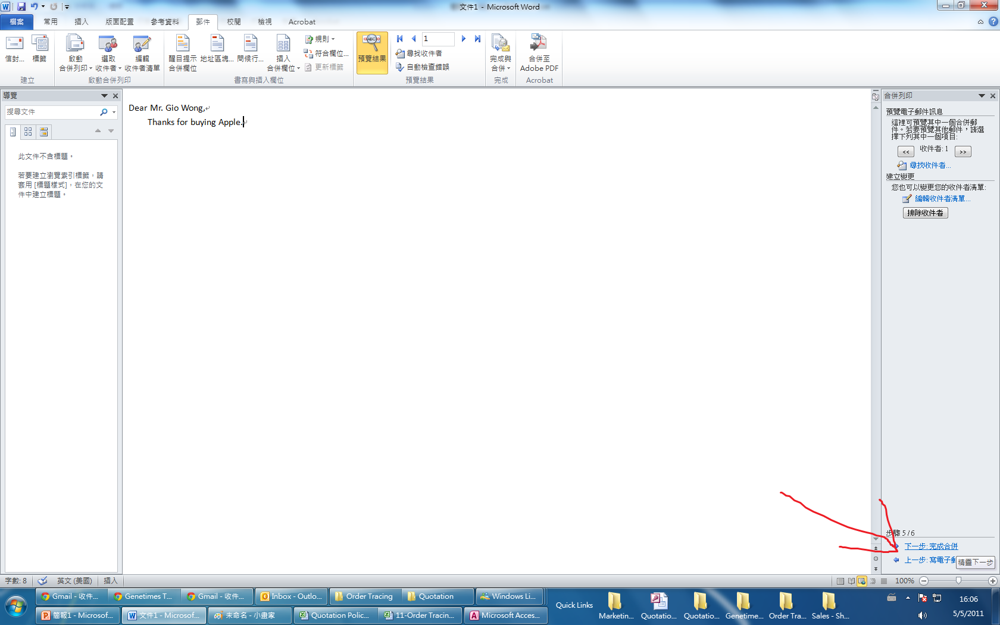 文件1 - Microsoft Word
檔案 常用 插入 版面配置 參考資料 郵件 校閱 檢視 Acrobat
信封... 標籤
建立
啟動 合併列印 選取 收件者 編輯 收件者清單
啟動合併列印
醒目提示 合併欄位 地址區塊... 問候行... 插入 合併欄位
規則
符合欄位...
更新標籤
書寫與插入欄位
ABC
預覽結果
1
尋找收件者
自動檢查錯誤
預覽結果
完成與 合併
完成
合併至 Adobe PDF
Acrobat
導覽
搜尋文件
此文件不含標題。
若要建立瀏覽索引標籤，請
套用 [標題樣式]，在您的文
件中建立標題。
Dear Mr. Gio Wong,
Thanks for buying Apple.
合併列印
預覽電子郵件訊息
這裡可預覽其中一個合併郵
件。若要預覽其他郵件，請選
擇下列其中一個項目:
<< 收件者: 1 >>
尋找收件者...
建立變更
您也可以變更您的收件者清單:
編輯收件者清單...
排除收件者
步驟 5 / 6
下一步: 完成合併
上一步: 寫電子郵
精靈下一步
字數: 8 英文 (美國) 插入 100%
Gmail - 收件... Genetimes T... Gmail - 收件... Inbox - Outlo... Order Tracing Quotation Windows Li...
簡報1 - Microsof... 文件1 - Microsof... 未命名 - 小畫家 Quotation Polic... 11-Order Tracin... Microsoft Acces...
Quick Links Marketin... Quotatio... Quotatio... Genetime... Order Tra... Sales - Sh...
16:06
5/5/2011